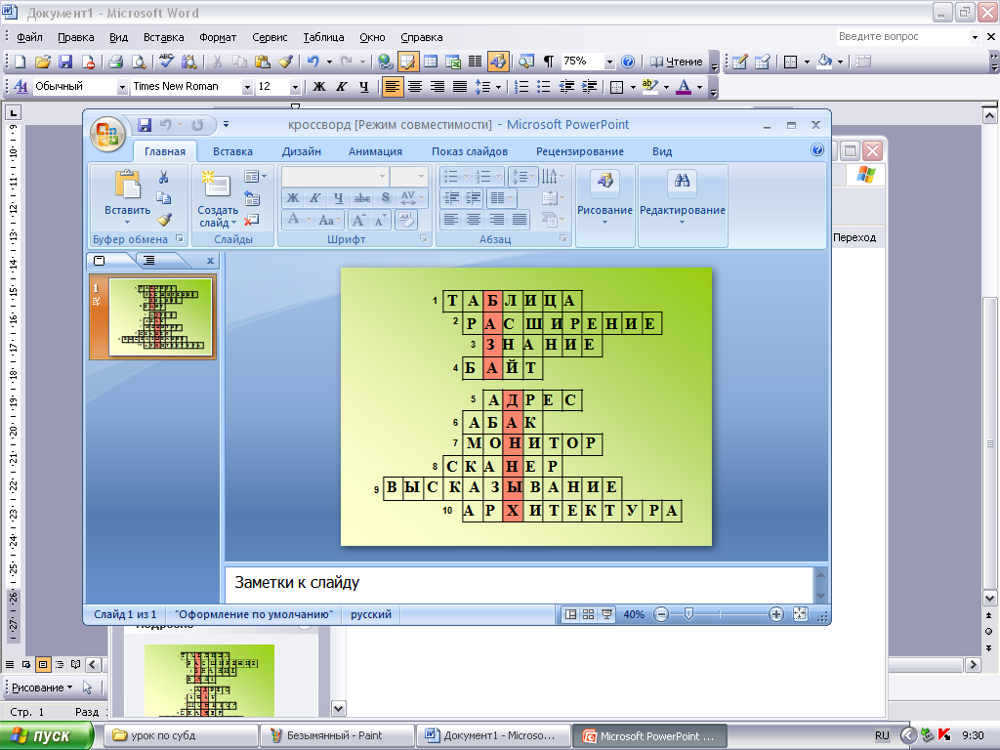 Документ1 - Microsoft Word
Файл Правка Вид Вставка Формат Сервис Таблица Окно Справка
Введите вопрос
75% Чтение
Обычный Times New Roman 12 Ж К Ч
кроссворд [Режим совместимости] - Microsoft PowerPoint
Главная Вставка Дизайн Анимация Показ слайдов Рецензирование Вид
Вставить Создать слайд Рисование Редактирование
Ж К Ч abc S AV
A Aa A A
Буфер обмена Слайды Шрифт Абзац
Переход
1
1 ТАБЛИЦА
2 РАСШИРЕНИЕ
3 ЗНАНИЕ
4 БАЙТ
5 АДРЕС
6 АБАК
7 МОНИТОР
8 СКАНЕР
9 ВЫСКАЗЫВАНИЕ
10 АРХИТЕКТУРА
Заметки к слайду
Слайд 1 из 1 "Оформление по умолчанию" русский 40%
Рисование
Стр. 1 Разд
пуск урок по субд Безымянный - Paint Документ1 - Microso... Microsoft PowerPoint ... RU 9:30